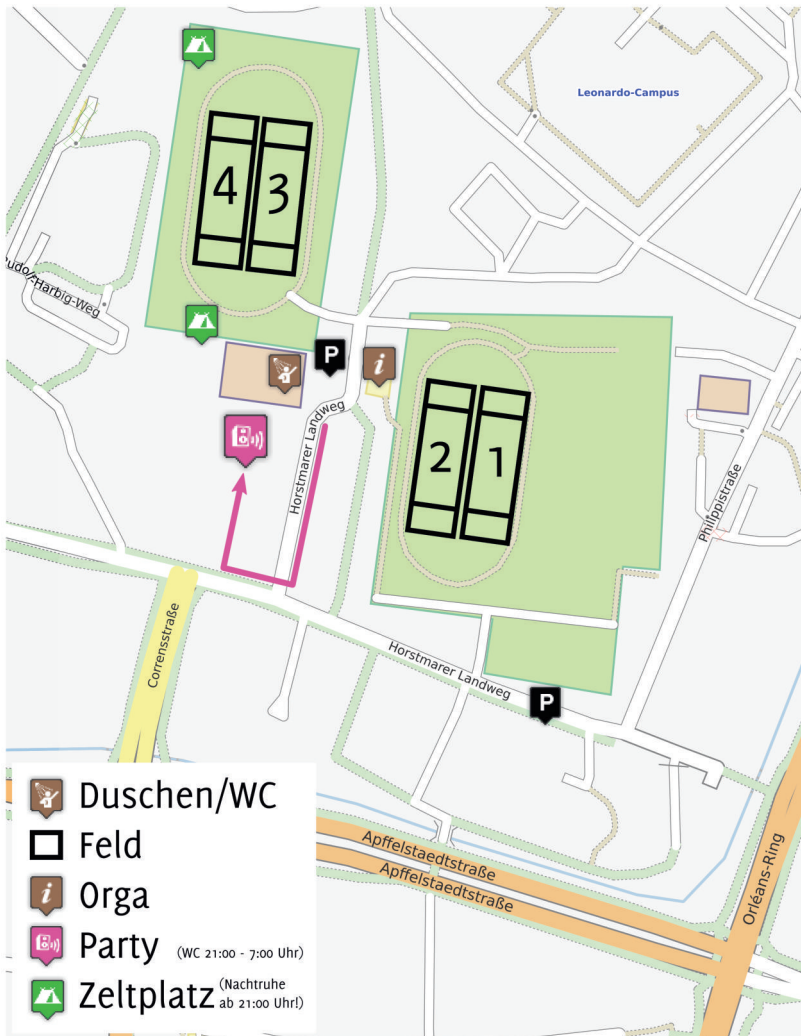 Leonardo-Campus
4
3
Rudolf-Harbig-Weg
P
i
Horstmarer Landweg
2
1
Philippistraße
Corrensstraße
Horstmarer Landweg
P
Duschen/WC
Feld
i Orga
Party (WC 21:00 - 7:00 Uhr)
Zeltplatz (Nachtruhe
ab 21:00 Uhr!)
Apffelstaedtstraße
Apffelstaedtstraße
Orléans-Ring